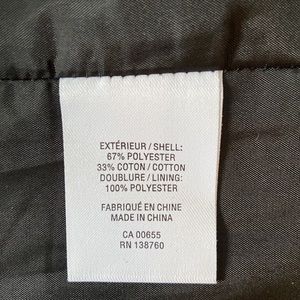 EXTÉRIEUR / SHELL:
67% POLYESTER
33% COTON / COTTON
DOUBLURE / LINING:
100% POLYESTER
FABRIQUÉ EN CHINE
MADE IN CHINA
CA 00655
RN 138760